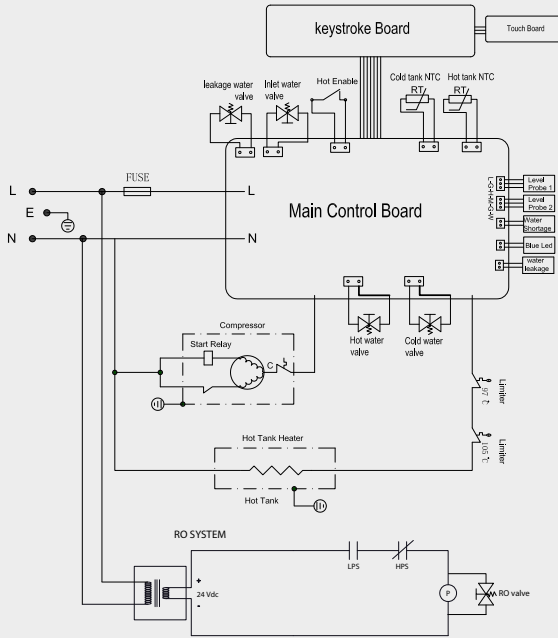 keystroke Board
Touch Board
leakage water
valve
Inlet water
valve
Hot Enable
Cold tank NTC
RT
Hot tank NTC
RT
L
FUSE
L
E
N
N
Main Control Board
Level
Probe 1
Level
Probe 2
Water
Shortage
Blue Led
water
leakage
Hot water
valve
Cold water
valve
Compressor
Start Relay
C
Limiter
97 ℃
Limiter
105 ℃
Hot Tank Heater
Hot Tank
RO SYSTEM
+
24 Vdc
-
LPS
HPS
P
RO valve